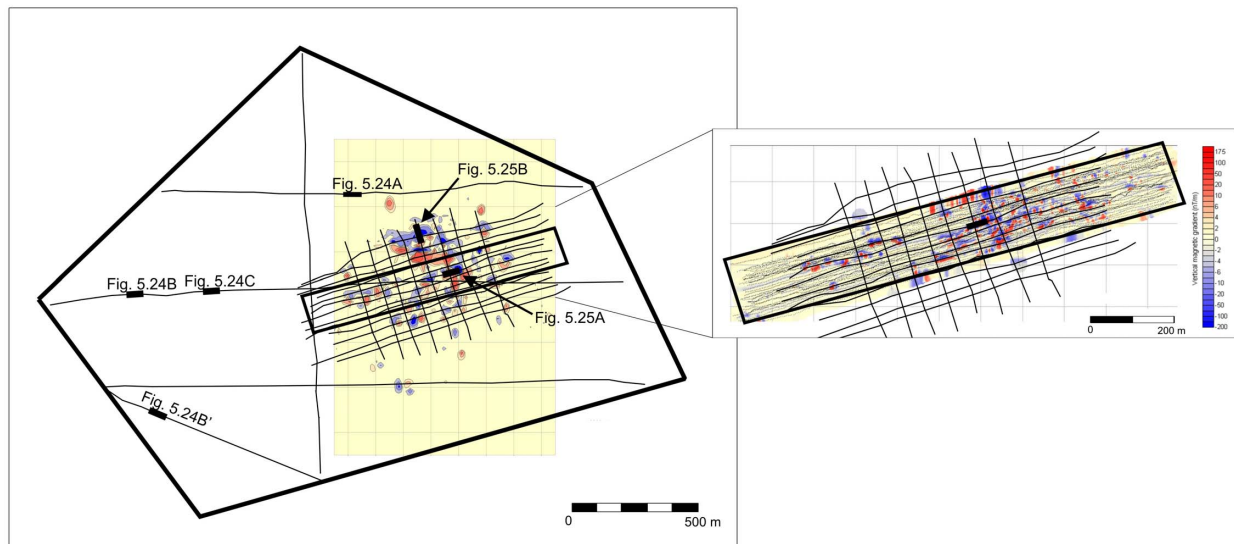 Fig. 5.25B
Fig. 5.24A
Fig. 5.24B
Fig. 5.24C
Fig. 5.25A
Fig. 5.24B'
0
500 m
175
100
50
20
10
6
4
2
0
-2
-4
-6
-10
-20
-50
-100
-200
Vertical magnetic gradient (nT/m)
0
200 m